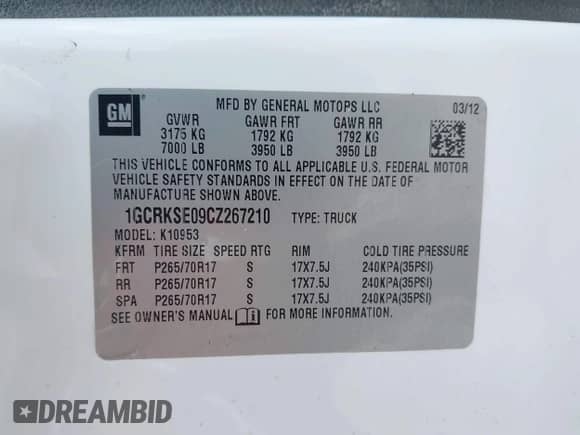 GM
MFD BY GENERAL MOTORS LLC 03/12
GVWR GAWR FRT GAWR RR
3175 KG 1792 KG 1792 KG
7000 LB 3950 LB 3950 LB
THIS VEHICLE CONFORMS TO ALL APPLICABLE U.S. FEDERAL MOTOR
VEHICLE SAFETY STANDARDS IN EFFECT ON THE DATE OF
MANUFACTURE SHOWN ABOVE.
1GCRKSE09CZ267210 TYPE: TRUCK
MODEL: K10953
KFRM TIRE SIZE SPEED RTG RIM COLD TIRE PRESSURE
FRT P265/70R17 S 17X7.5J 240KPA(35PSI)
RR P265/70R17 S 17X7.5J 240KPA(35PSI)
SPA P265/70R17 S 17X7.5J 240KPA(35PSI)
SEE OWNER'S MANUAL FOR MORE INFORMATION.
DREAMBID